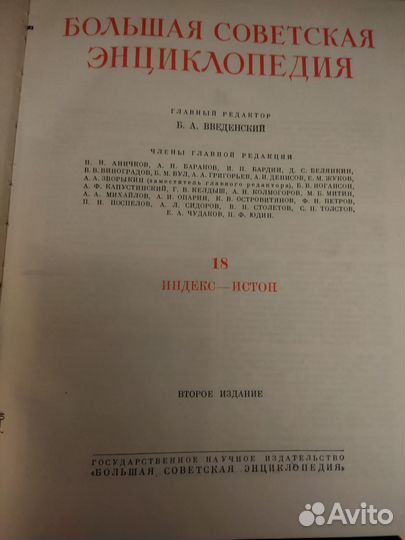 БОЛЬШАЯ СОВЕТСКАЯ
ЭНЦИКЛОПЕДИЯ
ГЛАВНЫЙ РЕДАКТОР
Б. А. ВВЕДЕНСКИЙ
ЧЛЕНЫ ГЛАВНОЙ РЕДАКЦИИ
Н. Н. АНИЧКОВ, А. Н. БАРАНОВ, И. П. БАРДИН, Д. С. БЕЛЯНКИН,
В. В. ВИНОГРАДОВ, Б. М. ВУЛ, А. А. ГРИГОРЬЕВ, А. И. ДЕНИСОВ, Е. М. ЖУКОВ,
А. А. ЗВОРЫКИН (заместитель главного редактора), Б. В. ИОГАНСОН,
А. Ф. КАПУСТИНСКИЙ, Г. В. КЕЛДЫШ, А. Н. КОЛМОГОРОВ, М. Б. МИТИН,
А. А. МИХАЙЛОВ, А. И. ОПАРИН, К. В. ОСТРОВИТЯНОВ, Ф. Н. ПЕТРОВ,
П. Н. ПОСПЕЛОВ, А. Л. СИДОРОВ, В. Н. СТОЛЕТОВ, С. П. ТОЛСТОВ,
Е. А. ЧУДАКОВ, П. Ф. ЮДИН.
18
ИНДЕКС—ИСТОН
ВТОРОЕ ИЗДАНИЕ
ГОСУДАРСТВЕННОЕ НАУЧНОЕ ИЗДАТЕЛЬСТВО
«БОЛЬШАЯ СОВЕТСКАЯ ЭНЦИКЛОПЕДИЯ»
Avito